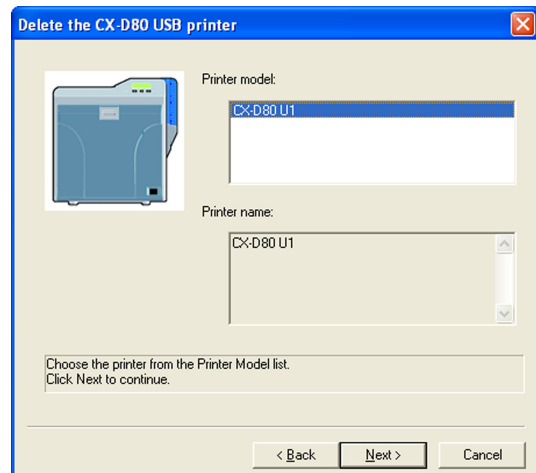 Delete the CX-D80 USB printer
Printer model:
CX-D80 U1
Printer name:
CX-D80 U1
Choose the printer from the Printer Model list.
Click Next to continue.
< Back
Next >
Cancel